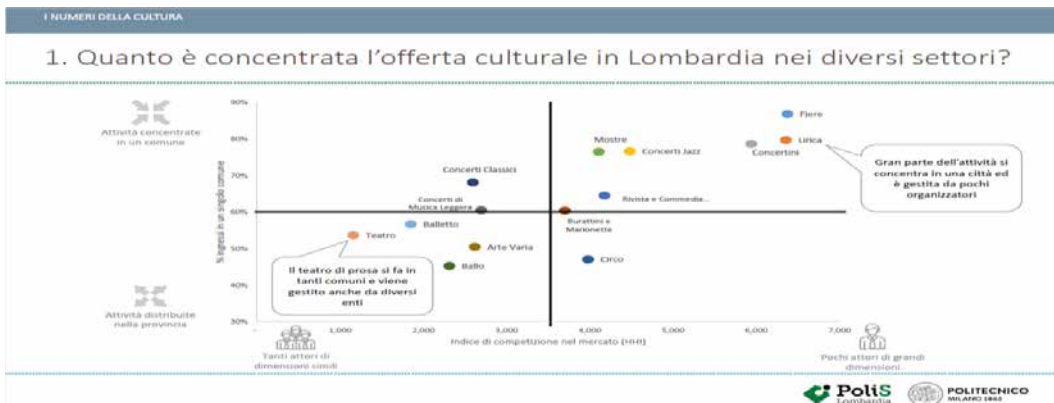 I NUMERI DELLA CULTURA
1. Quanto è concentrata l'offerta culturale in Lombardia nei diversi settori?
Attività concentrate
in un comune
% ingressi in un singolo comune
90%
80%
70%
60%
50%
40%
30%
Fiere
Mostre
Concerti Jazz
Concertini
Lirica
Gran parte dell'attività si
concentra in una città ed
è gestita da pochi
organizzatori
Concerti Classici
Concerti di
Musica Leggera
Rivista e Commedia...
Burattini e
Marionette
Balletto
Teatro
Arte Varia
Ballo
Circo
Il teatro di prosa si fa in
tanti comuni e viene
gestito anche da diversi
enti
Attività distribuite
nella provincia
-
1,000
2,000
3,000
4,000
5,000
6,000
7,000
Indice di competizione nel mercato (HHI)
Tanti attori di
dimensioni simili
Pochi attori di grandi
dimensioni
PoliS
Lombardia
POLITECNICO
MILANO 1863